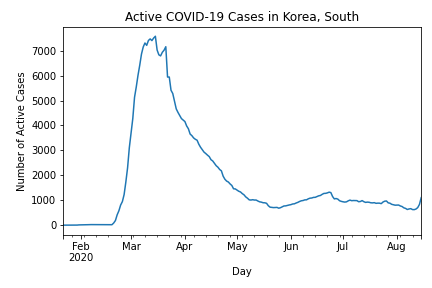 Active COVID-19 Cases in Korea, South
Number of Active Cases
7000
6000
5000
4000
3000
2000
1000
0
Feb Mar Apr May Jun Jul Aug
2020
Day